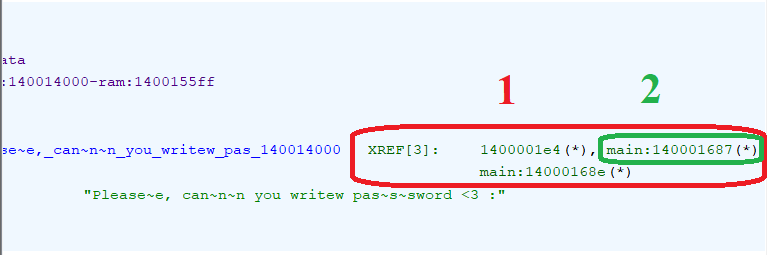 1 2
ata
:140014000-ram:1400155ff
se~e,_can~n~n_you_writew_pas_140014000 XREF[3]: 1400001e4(*), main:140001687(*)
main:14000168e(*)
"Please~e, can~n~n you writew pas~s~sword <3 :"